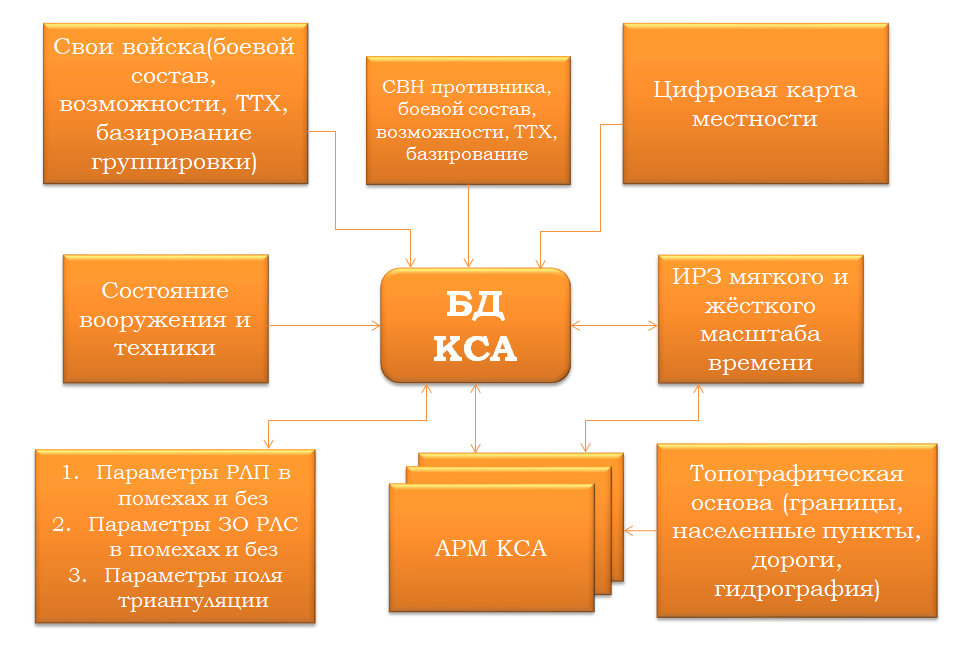 Свои войска(боевой
состав,
возможности, ТТХ,
базирование
группировки)
СВН противника,
боевой состав,
возможности, ТТХ,
базирование
Цифровая карта
местности
Состояние
вооружения и
техники
БД
КСА
ИРЗ мягкого и
жёсткого
масштаба
времени
1. Параметры РЛП в
помехах и без
2. Параметры ЗО РЛС
в помехах и без
3. Параметры поля
триангуляции
АРМ КСА
Топографическая
основа (границы,
населенные пункты,
дороги,
гидрография)